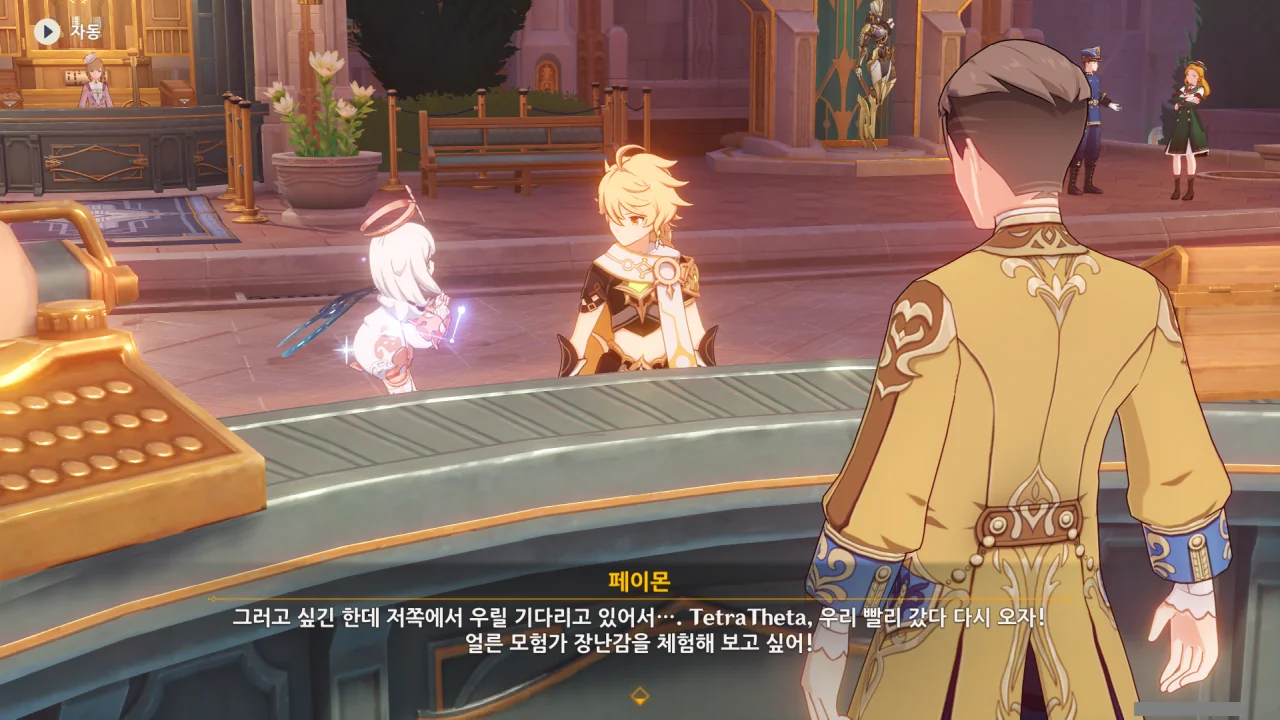 자동
페이몬
그러고 싶긴 한데 저쪽에서 우릴 기다리고 있어서…. TetraTheta, 우리 빨리 갔다 다시 오자!
얼른 모험가 장난감을 체험해 보고 싶어!